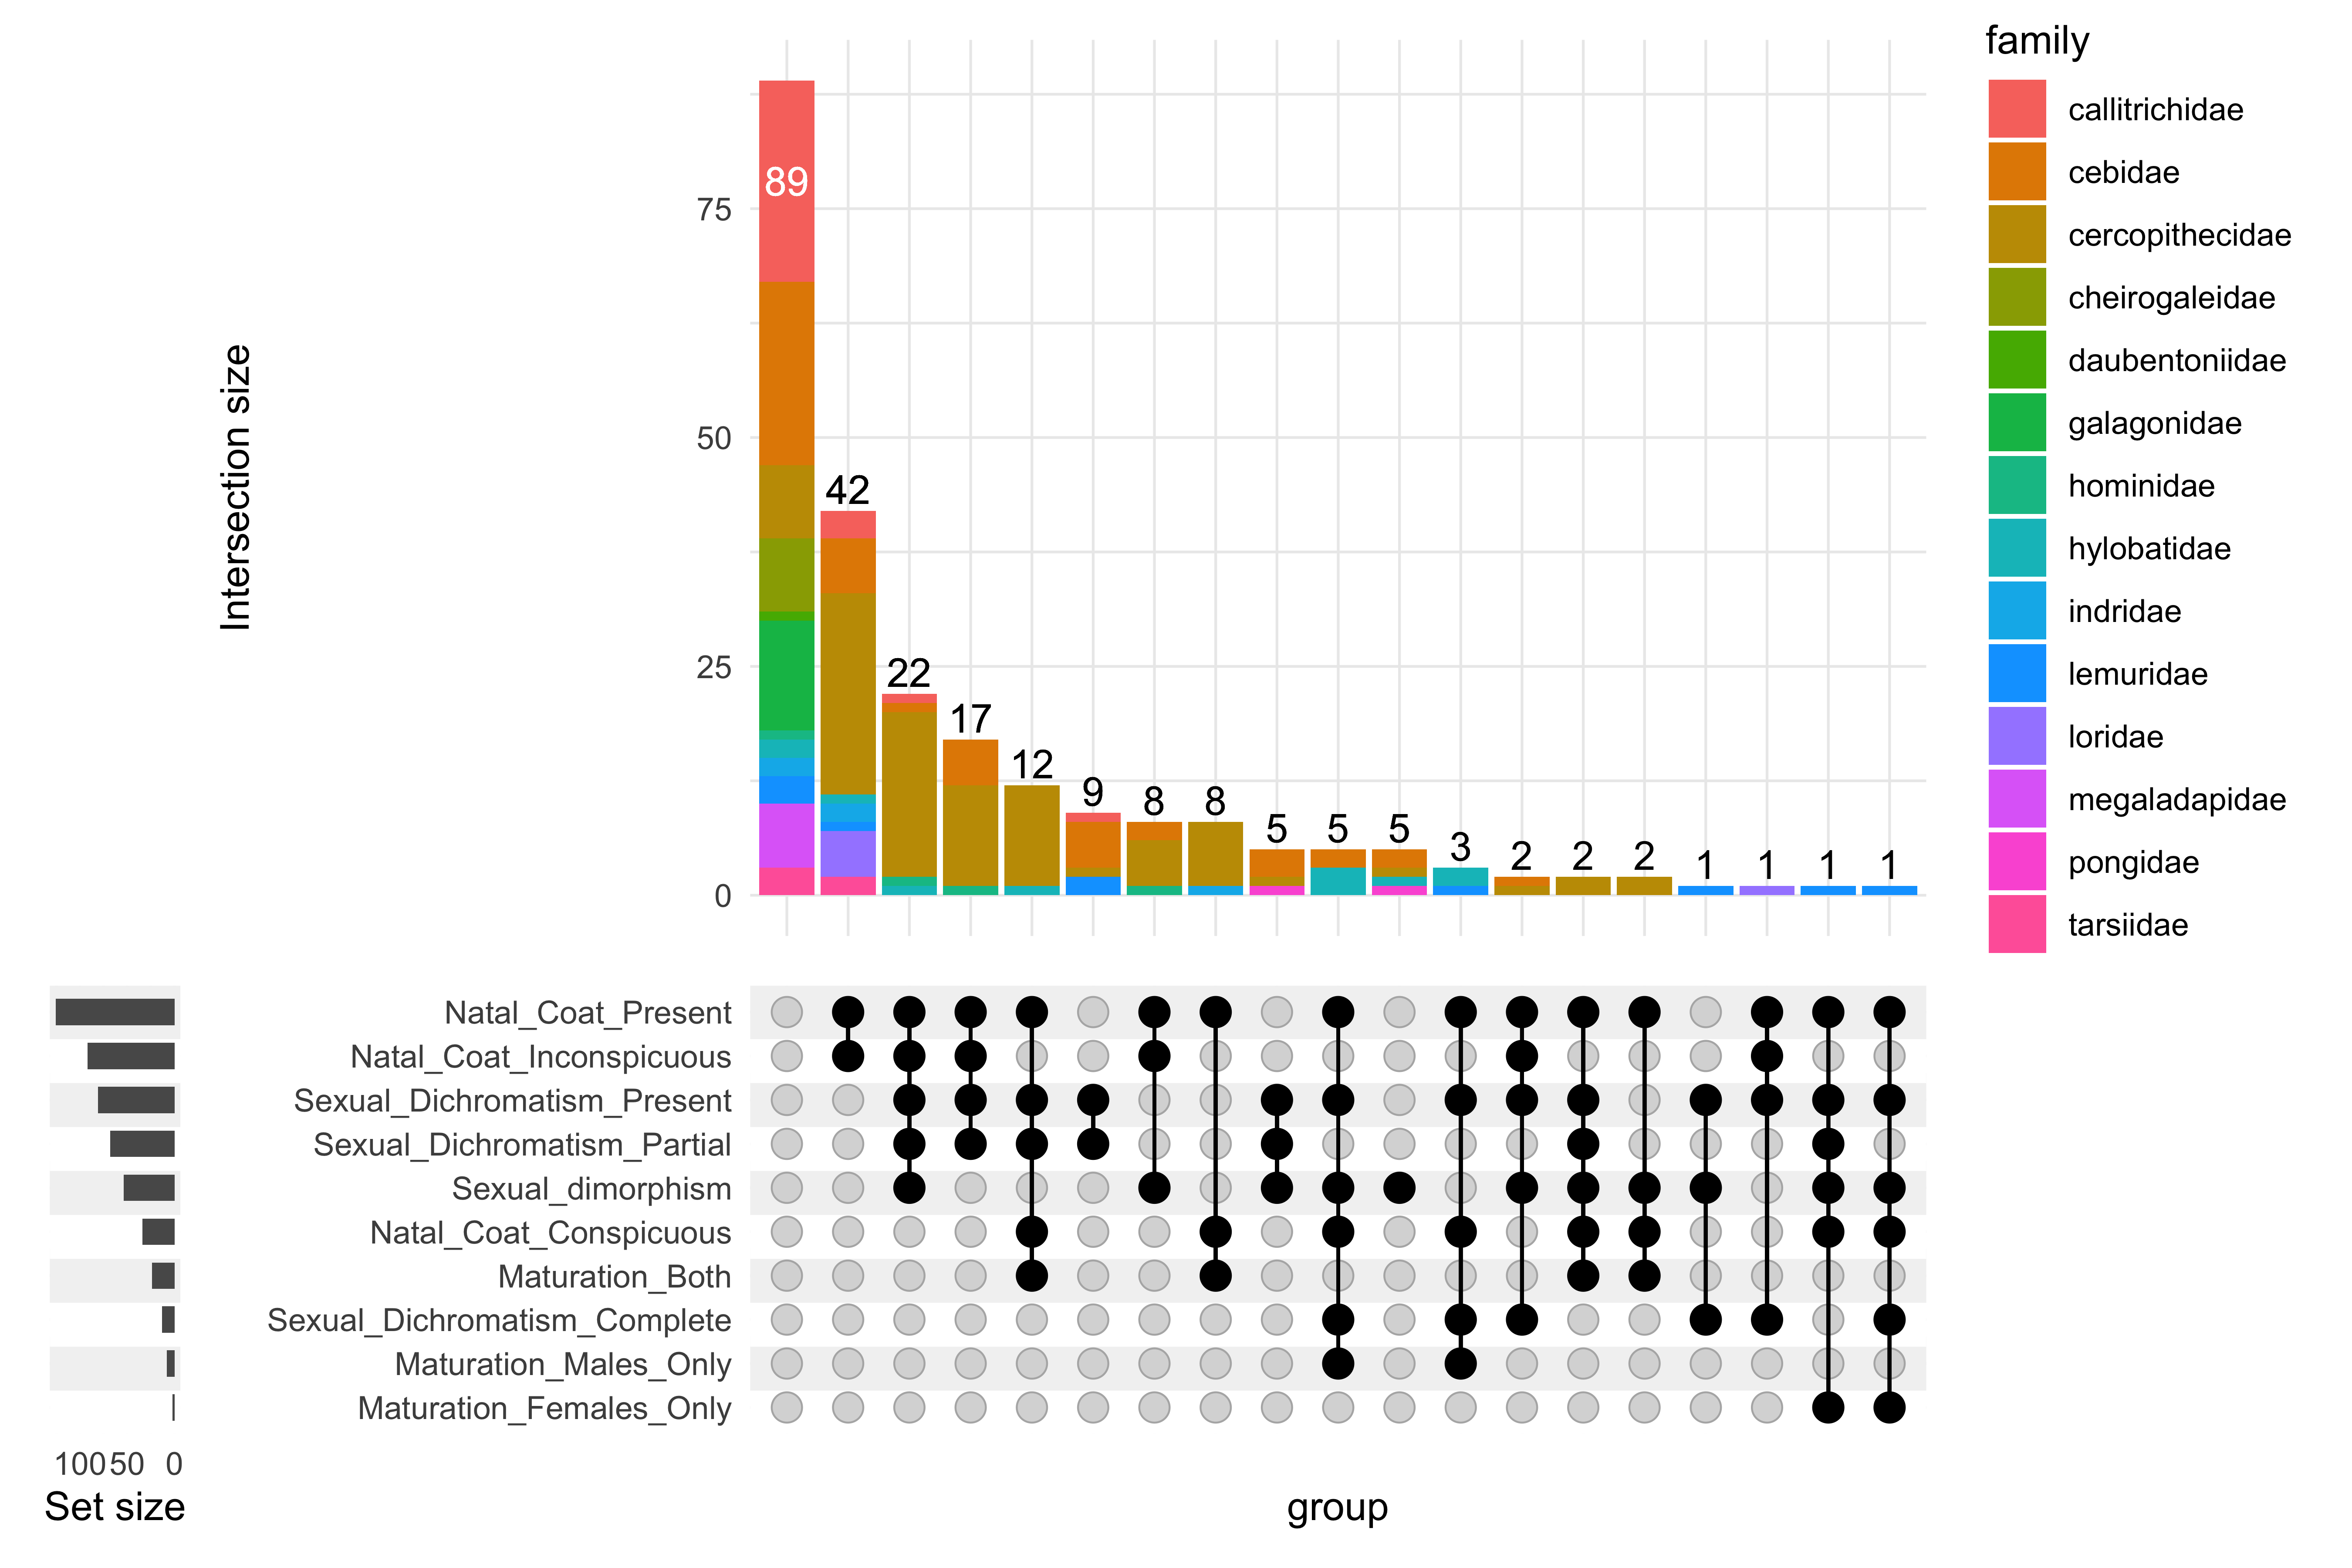 family
callitrichidae
cebidae
cercopithecidae
cheirogaleidae
daubentoniidae
galagonidae
hominidae
hylobatidae
indridae
lemuridae
loridae
megaladapidae
pongidae
tarsiidae
Intersection size
75
50
25
0
89
42
22
17
12
9
8
8
5
5
5
3
2
2
2
1
1
1
1
Natal_Coat_Present
Natal_Coat_Inconspicuous
Sexual_Dichromatism_Present
Sexual_Dichromatism_Partial
Sexual_dimorphism
Natal_Coat_Conspicuous
Maturation_Both
Sexual_Dichromatism_Complete
Maturation_Males_Only
Maturation_Females_Only
100 50 0
Set size
group